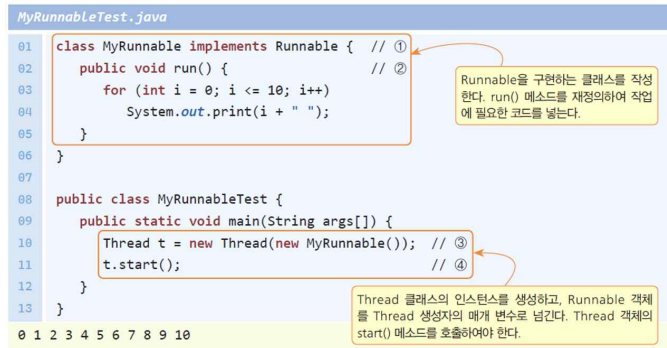 MyRunnableTest.java
01 class MyRunnable implements Runnable { // ①
02 public void run() { // ②
03 for (int i = 0; i <= 10; i++)
04 System.out.print(i + " ");
05 }
06 }
07
08 public class MyRunnableTest {
09 public static void main(String args[]) {
10 Thread t = new Thread(new MyRunnable()); // ③
11 t.start(); // ④
12 }
13 }
0 1 2 3 4 5 6 7 8 9 10
Runnable을 구현하는 클래스를 작성
한다. run() 메소드를 재정의하여 작업
에 필요한 코드를 넣는다.
Thread 클래스의 인스턴스를 생성하고, Runnable 객체
를 Thread 생성자의 매개 변수로 넘긴다. Thread 객체의
start() 메소드를 호출하여야 한다.